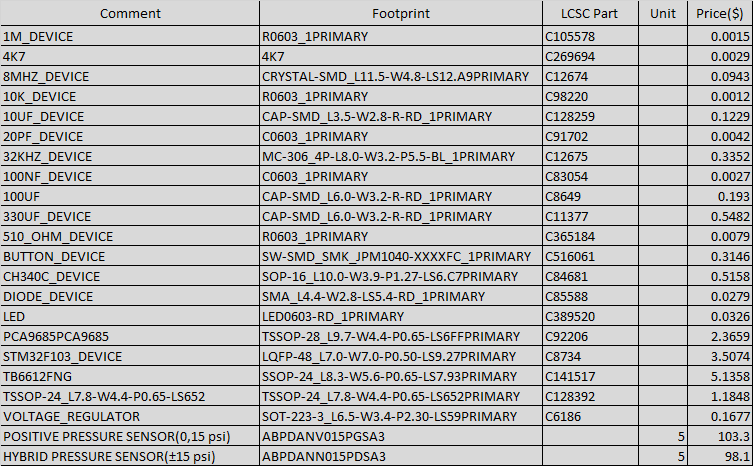 Comment Footprint LCSC Part Unit Price($)
1M_DEVICE R0603_1PRIMARY C105578 0.0015
4K7 4K7 C269694 0.0029
8MHZ_DEVICE CRYSTAL-SMD_L11.5-W4.8-LS12.A9PRIMARY C12674 0.0943
10K_DEVICE R0603_1PRIMARY C98220 0.0012
10UF_DEVICE CAP-SMD_L3.5-W2.8-R-RD_1PRIMARY C128259 0.1229
20PF_DEVICE C0603_1PRIMARY C91702 0.0042
32KHZ_DEVICE MC-306_4P-L8.0-W3.2-P5.5-BL_1PRIMARY C12675 0.3352
100NF_DEVICE C0603_1PRIMARY C83054 0.0027
100UF CAP-SMD_L6.0-W3.2-R-RD_1PRIMARY C8649 0.193
330UF_DEVICE CAP-SMD_L6.0-W3.2-R-RD_1PRIMARY C11377 0.5482
510_OHM_DEVICE R0603_1PRIMARY C365184 0.0079
BUTTON_DEVICE SW-SMD_SMK_JPM1040-XXXXFC_1PRIMARY C516061 0.3146
CH340C_DEVICE SOP-16_L10.0-W3.9-P1.27-LS6.C7PRIMARY C84681 0.5158
DIODE_DEVICE SMA_L4.4-W2.8-LS5.4-RD_1PRIMARY C85588 0.0279
LED LED0603-RD_1PRIMARY C389520 0.0326
PCA9685PCA9685 TSSOP-28_L9.7-W4.4-P0.65-LS6FFPRIMARY C92206 2.3659
STM32F103_DEVICE LQFP-48_L7.0-W7.0-P0.50-LS9.27PRIMARY C8734 3.5074
TB6612FNG SSOP-24_L8.3-W5.6-P0.65-LS7.93PRIMARY C141517 5.1358
TSSOP-24_L7.8-W4.4-P0.65-LS652 TSSOP-24_L7.8-W4.4-P0.65-LS652PRIMARY C128392 1.1848
VOLTAGE_REGULATOR SOT-223-3_L6.5-W3.4-P2.30-LS59PRIMARY C6186 0.1677
POSITIVE PRESSURE SENSOR(0,15 psi) ABPDANV015PGSA3 5 103.3
HYBRID PRESSURE SENSOR(±15 psi) ABPDANN015PDSA3 5 98.1